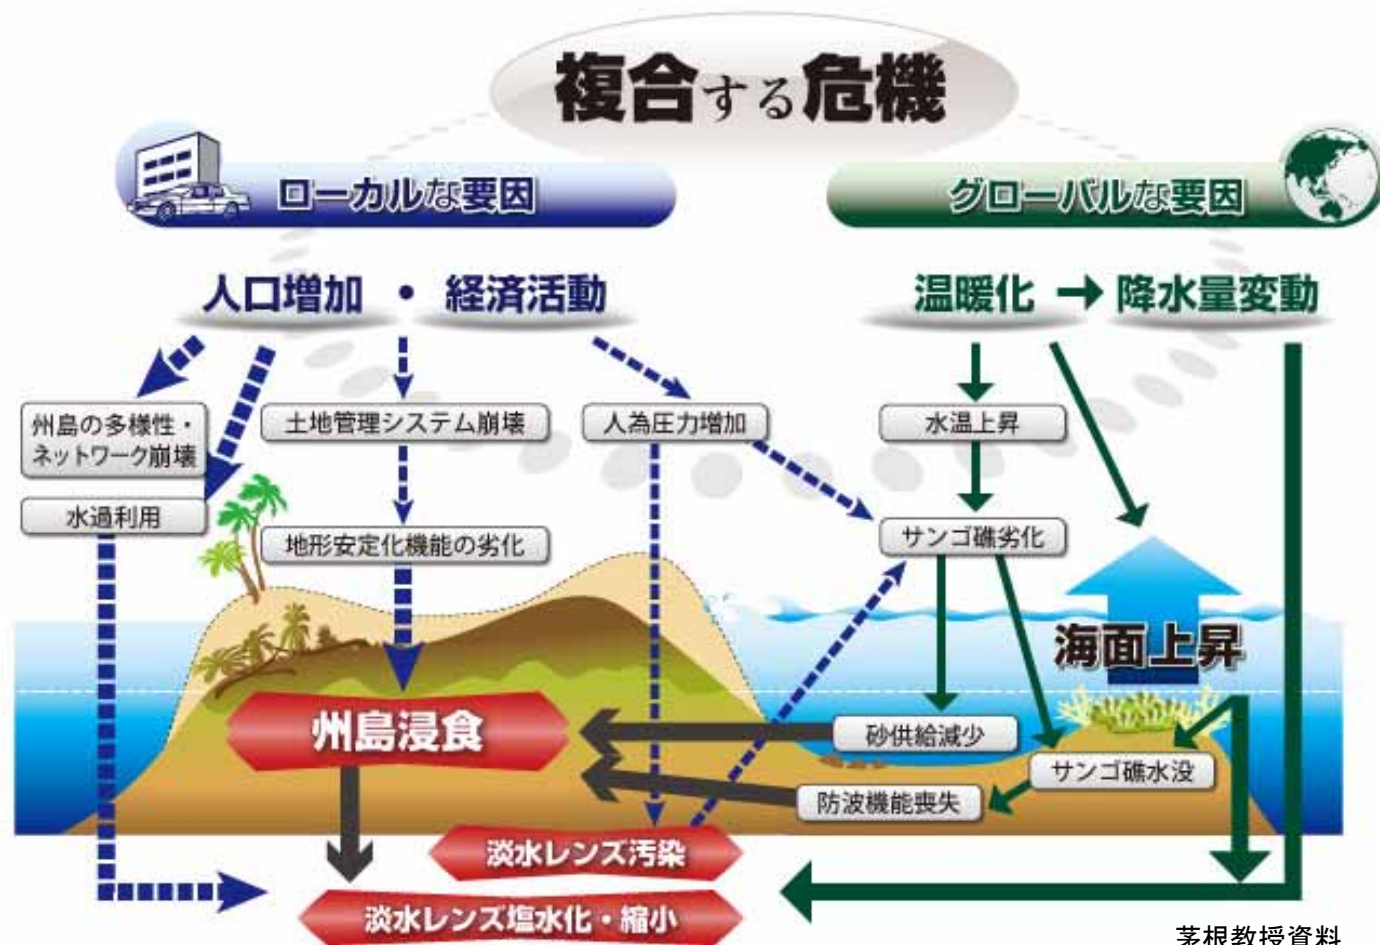 複合する危機
ローカルな要因
グローバルな要因
人口増加・経済活動
温暖化→降水量変動
州島の多様性・
ネットワーク崩壊
土地管理システム崩壊
人為圧力増加
水温上昇
水過利用
地形安定化機能の劣化
サンゴ礁劣化
海面上昇
州島浸食
砂供給減少
サンゴ礁水没
防波機能喪失
淡水レンズ汚染
淡水レンズ塩水化・縮小
茅根教授資料